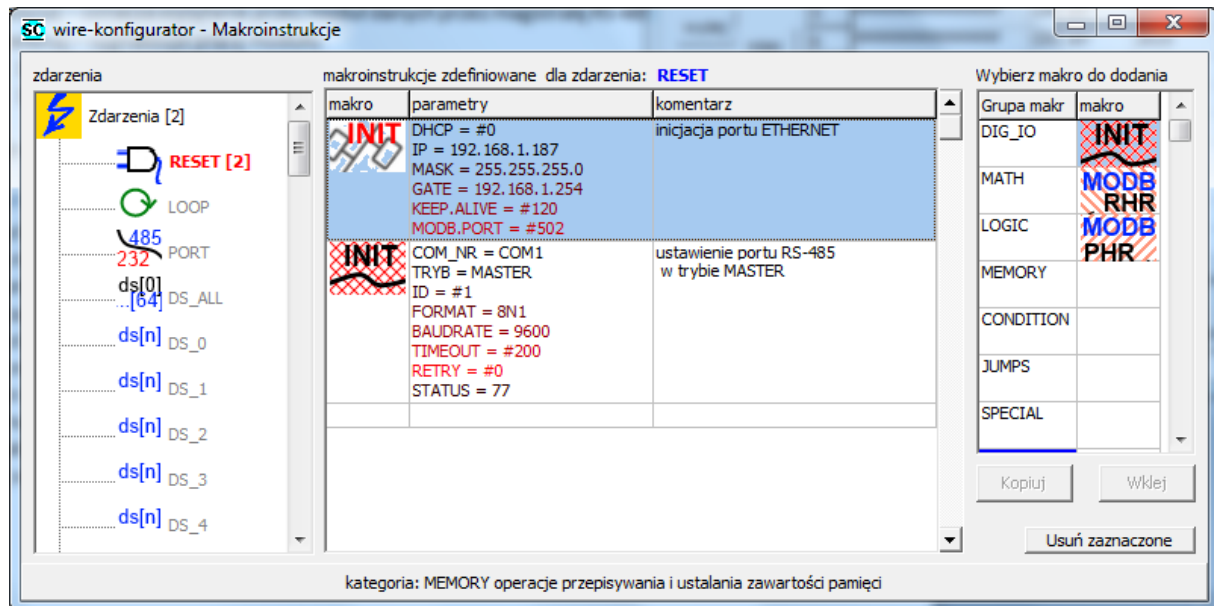 SC wire-konfigurator - Makroinstrukcje
zdarzenia
Zdarzenia [2]
RESET [2]
LOOP
485
232 PORT
ds[0]
...[64] DS_ALL
ds[n] DS_0
ds[n] DS_1
ds[n] DS_2
ds[n] DS_3
ds[n] DS_4
makroinstrukcje zdefiniowane dla zdarzenia: RESET
makro parametry komentarz
INIT DHCP = #0 inicjacja portu ETHERNET
IP = 192.168.1.187
MASK = 255.255.255.0
GATE = 192.168.1.254
KEEP.ALIVE = #120
MODB.PORT = #502
INIT COM_NR = COM1 ustawienie portu RS-485
TRYB = MASTER w trybie MASTER
ID = #1
FORMAT = 8N1
BAUDRATE = 9600
TIMEOUT = #200
RETRY = #0
STATUS = 77
Wybierz makro do dodania
Grupa makr makro
DIG_IO INIT
MATH MODB
RHR
LOGIC MODB
PHR
MEMORY
CONDITION
JUMPS
SPECIAL
Kopiuj Wklej
Usuń zaznaczone
kategoria: MEMORY operacje przepisywania i ustalania zawartości pamięci